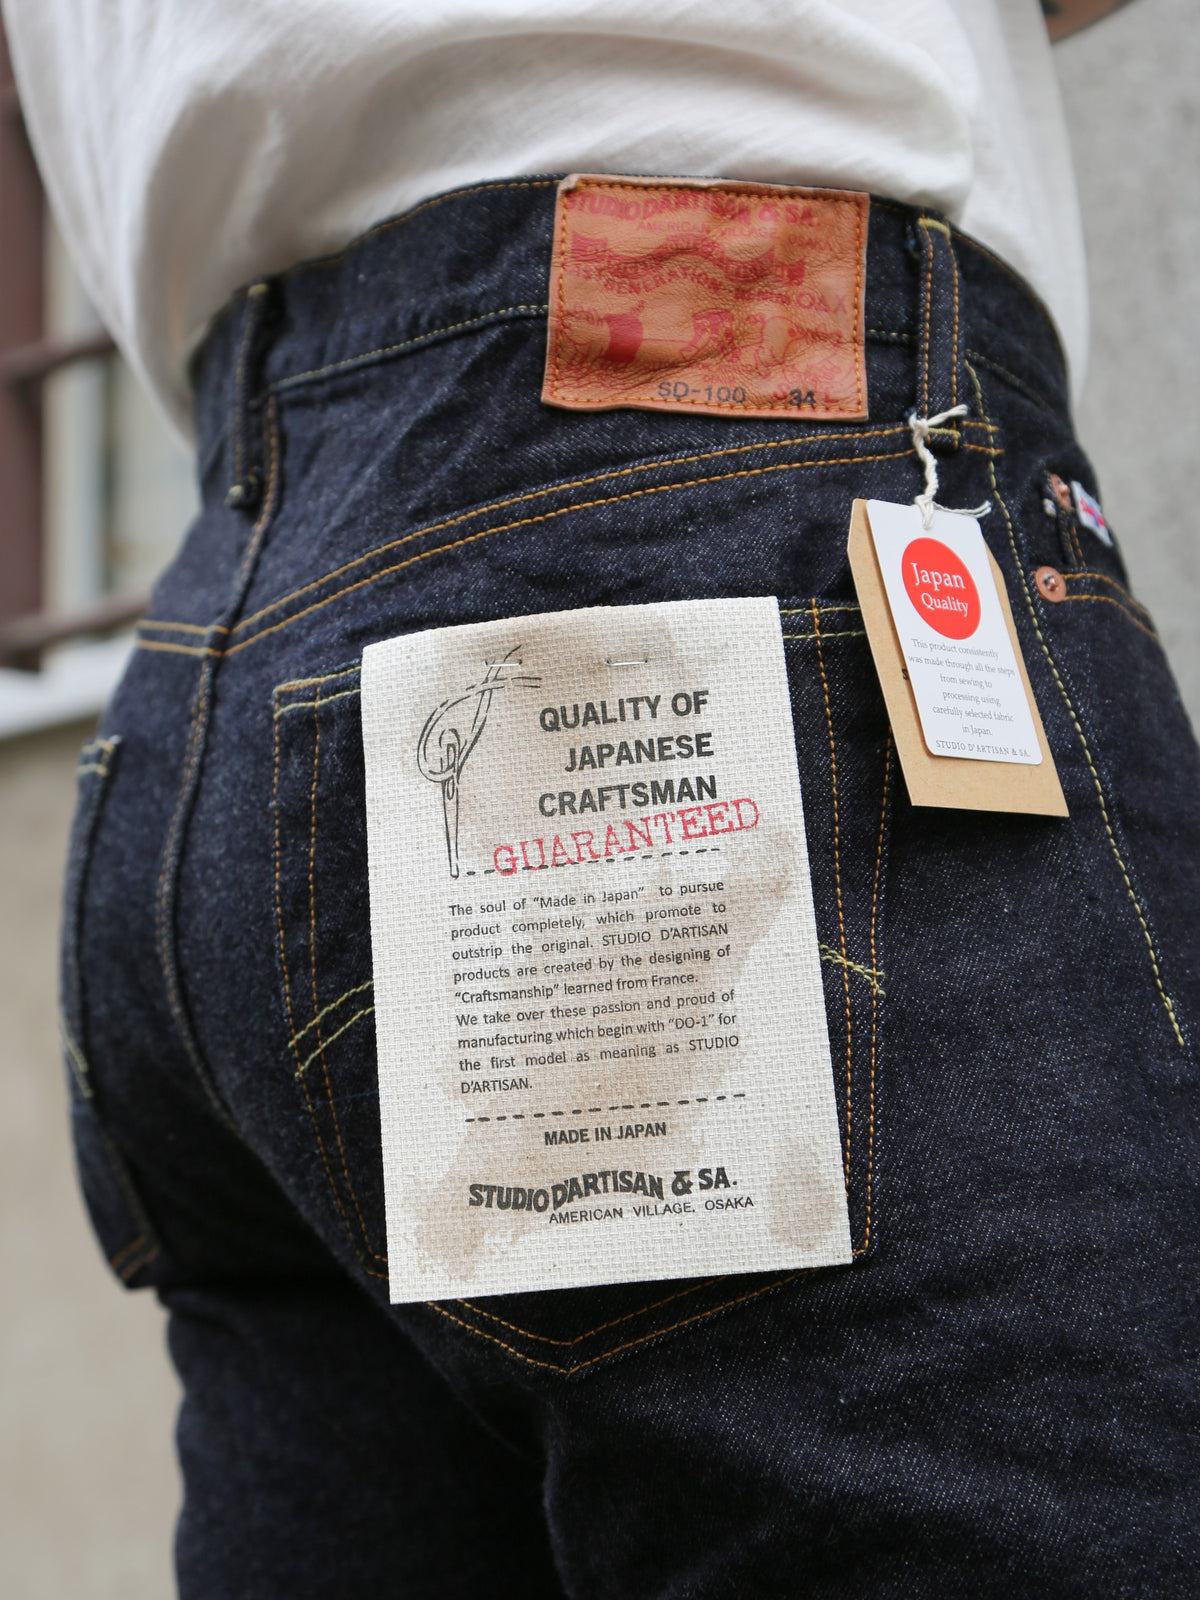 STUDIO D'ARTISAN & SA.
AMERICAN VILLAGE, OSAKA
SD-100 34
Japan
Quality
This product consistently
was made through all the steps
from sewing to
processing using
carefully selected fabric
in Japan.
STUDIO D'ARTISAN & SA.
QUALITY OF
JAPANESE
CRAFTSMAN
GUARANTEED
The soul of “Made in Japan” to pursue
product completely, which promote to
outstrip the original. STUDIO D'ARTISAN
products are created by the designing of
“Craftsmanship” learned from France.
We take over these passion and proud of
manufacturing which begin with “DO-1” for
the first model as meaning as STUDIO
D'ARTISAN.
MADE IN JAPAN
STUDIO D'ARTISAN & SA.
AMERICAN VILLAGE, OSAKA